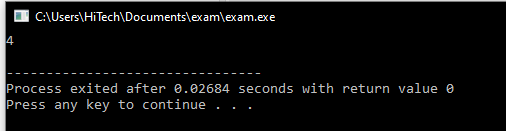 C:\Users\HiTech\Documents\exam\exam.exe
4
--------------------------------
Process exited after 0.02684 seconds with return value 0
Press any key to continue . . .